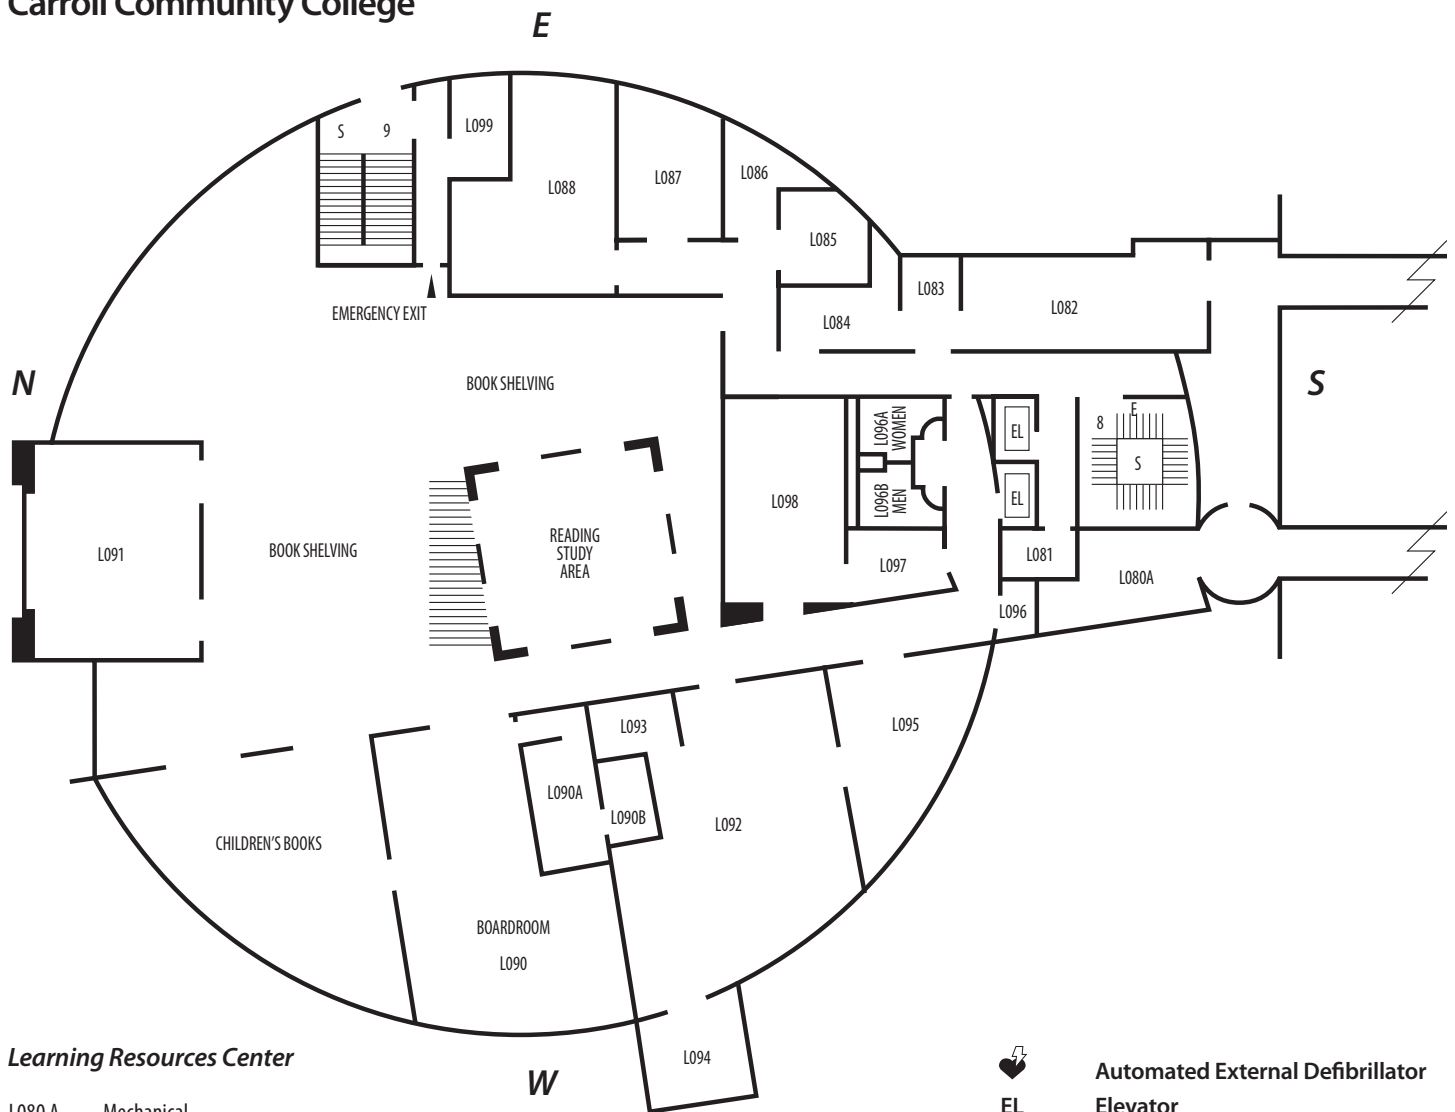 Carroll Community College
E
S 9
L099
L088
L087
L086
L085
L083
L082
L084
EMERGENCY EXIT
N
BOOK SHELVING
S
L096A
WOMEN
EL
8
E
S
L096B
MEN
EL
L098
L091
BOOK SHELVING
READING
STUDY
AREA
L097
L081
L080A
L096
L093
L095
L090A
L090B
L092
CHILDREN'S BOOKS
BOARDROOM
L090
L094
W
Learning Resources Center
L080 A Mechanical
Automated External Defibrillator
EL Elevator